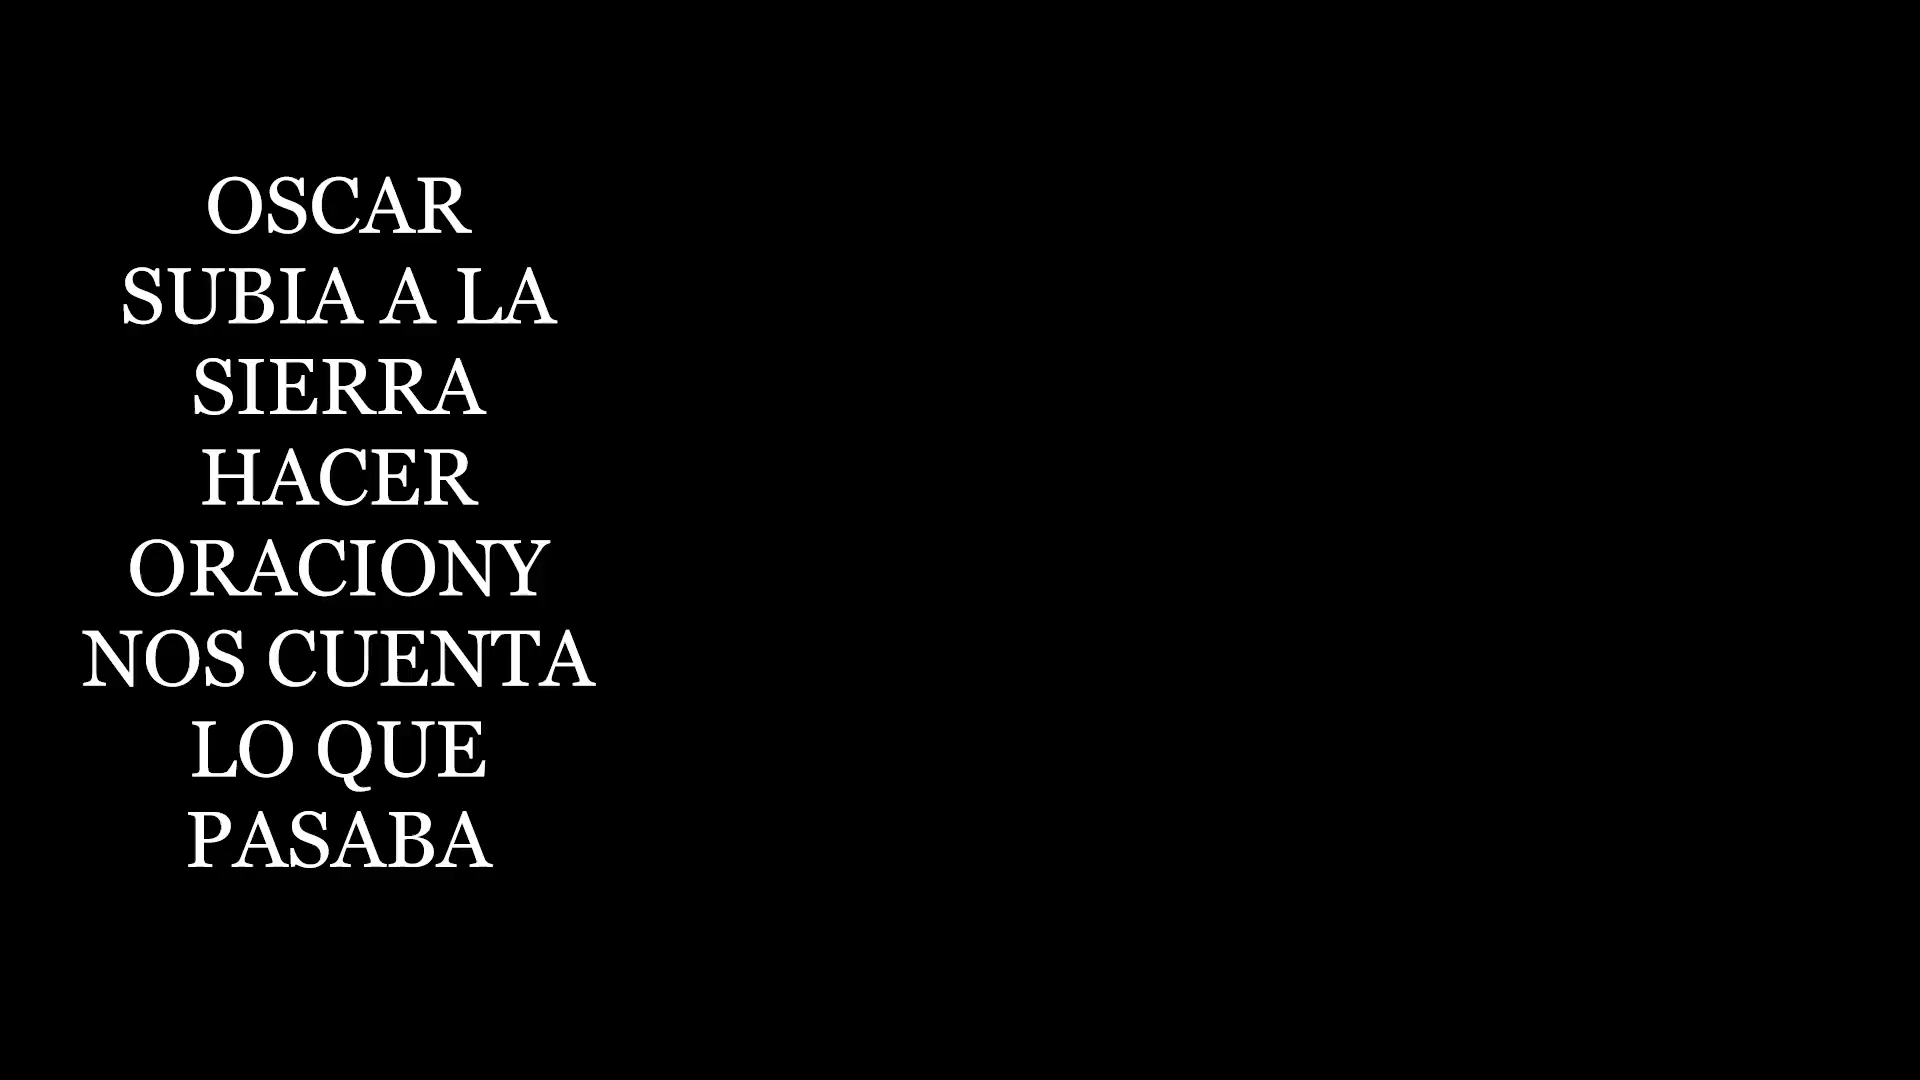 OSCAR
SUBIA A LA
SIERRA
HACER
ORACIONY
NOS CUENTA
LO QUE
PASABA